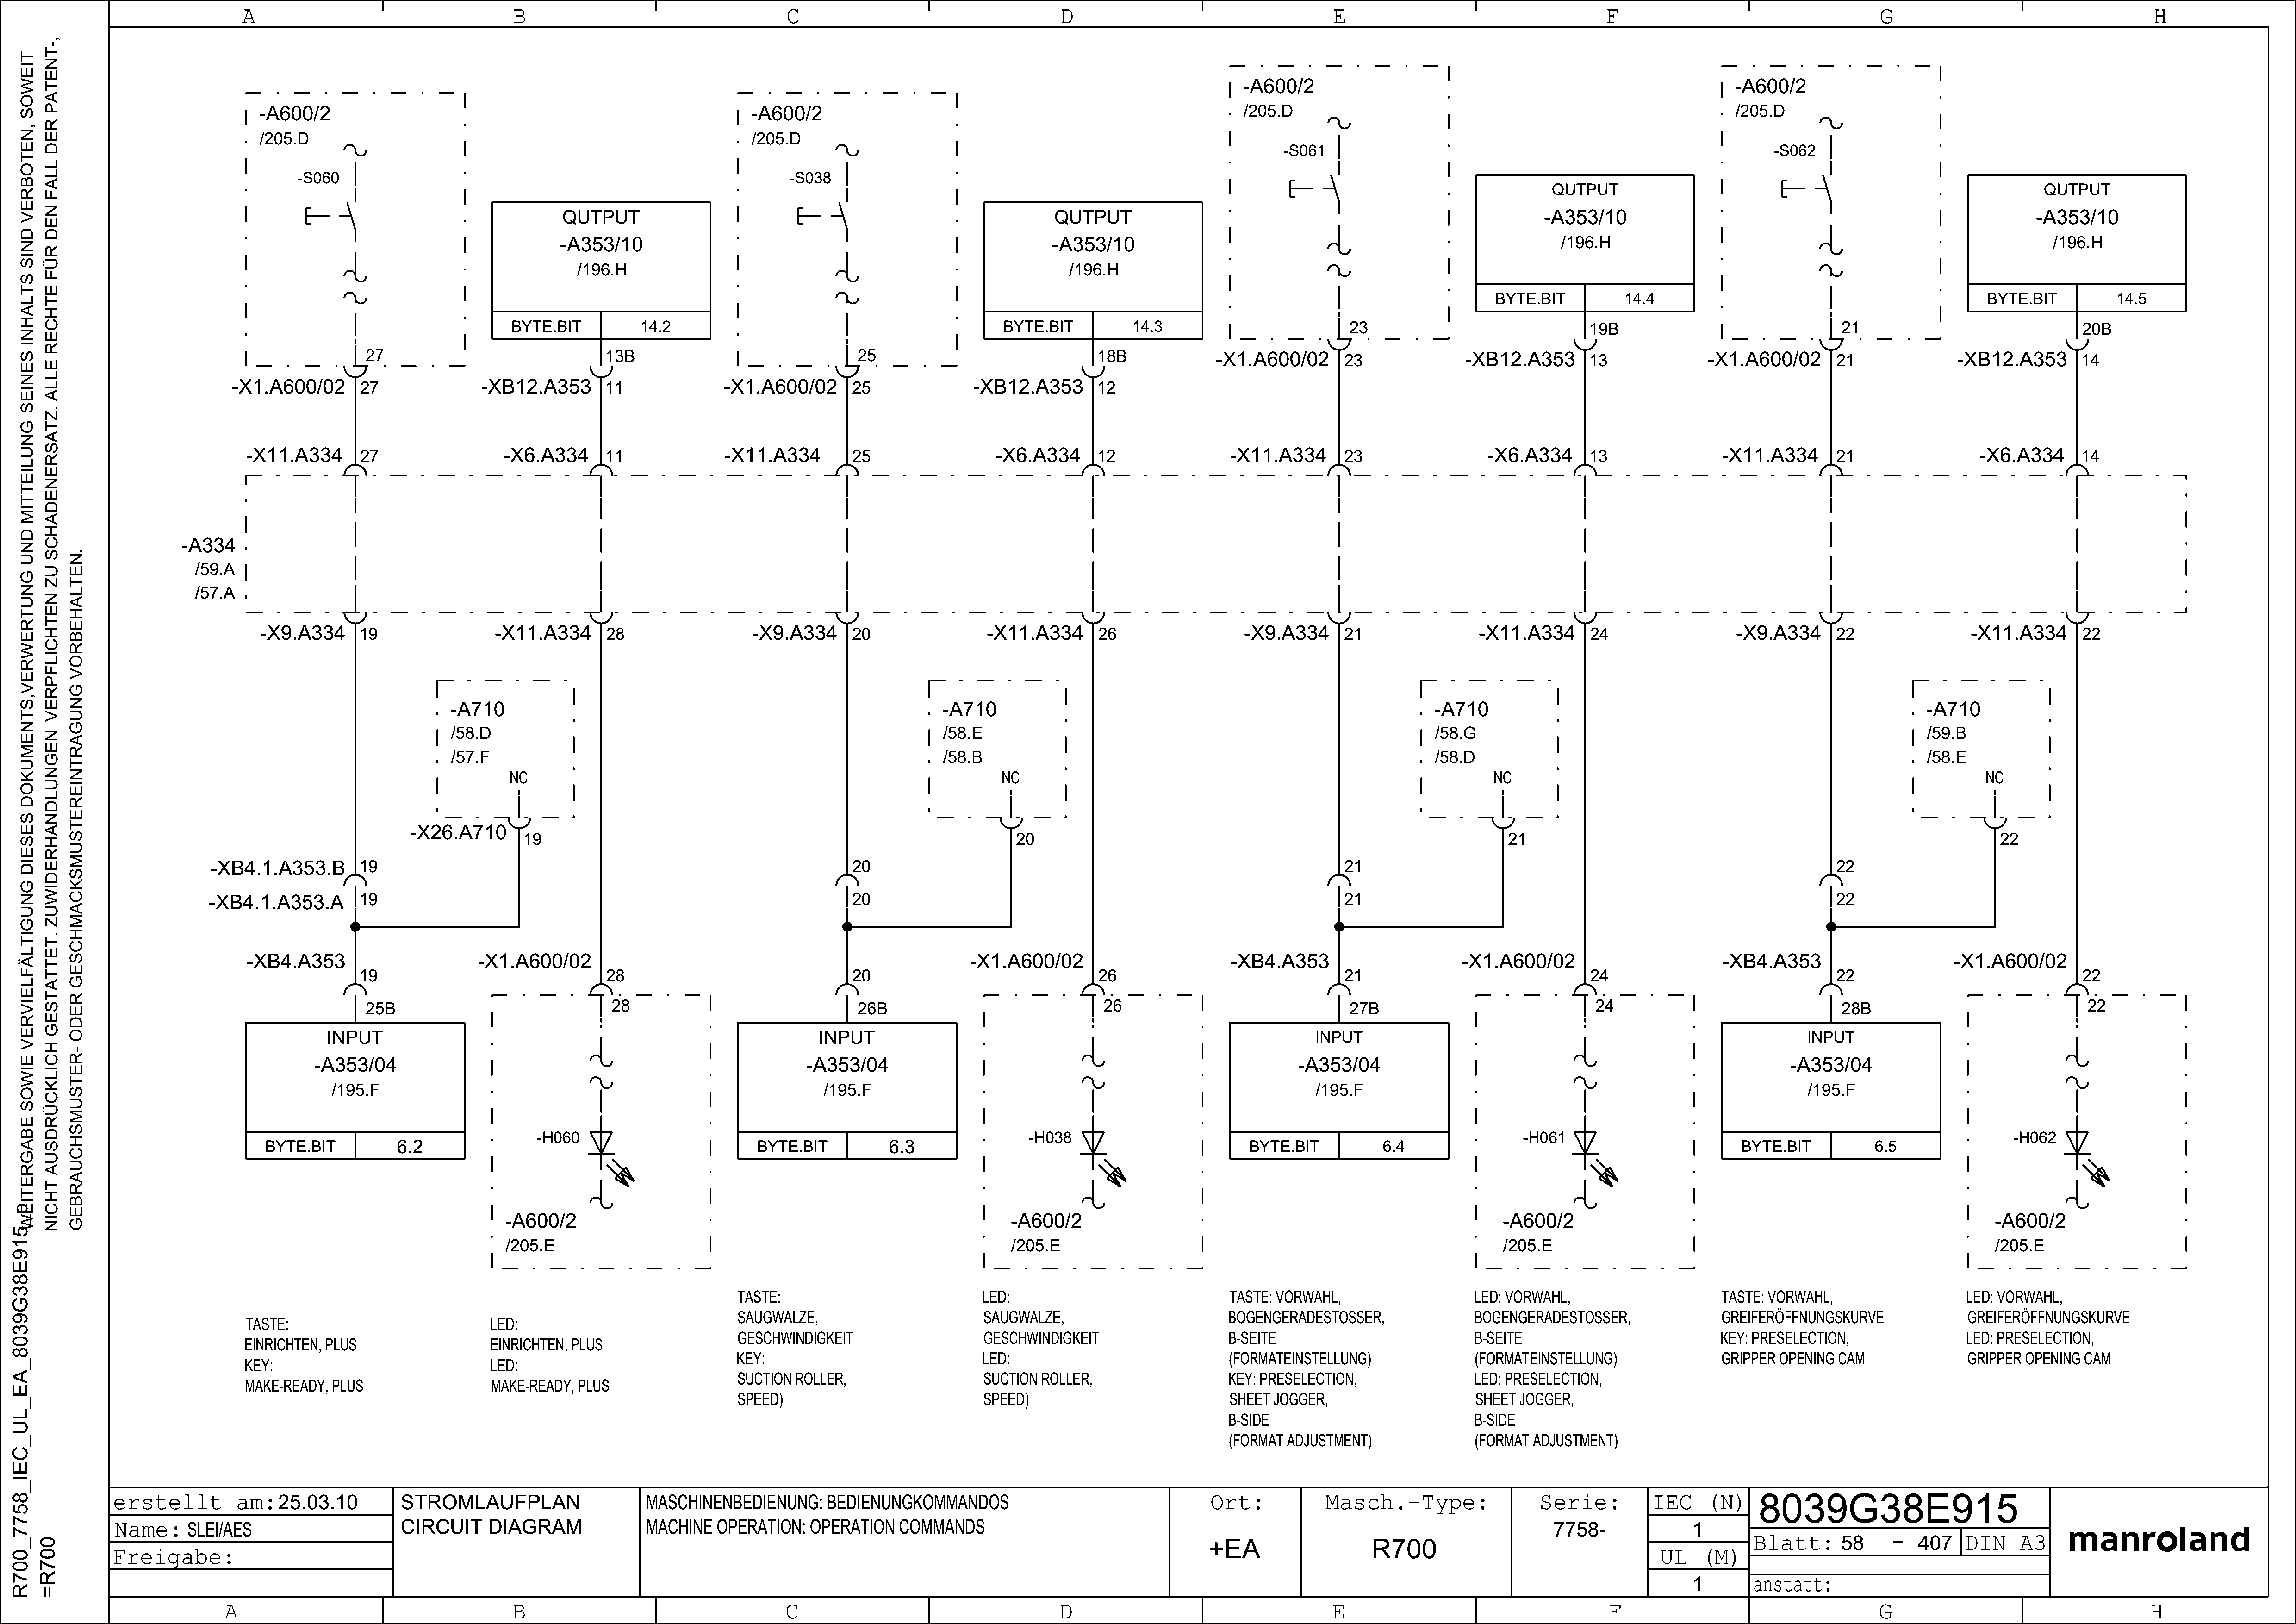 A B C D E F G H
WEITERGABE SOWIE VERVIELFÄLTIGUNG DIESES DOKUMENTS,VERWERTUNG UND MITTEILUNG SEINES INHALTS SIND VERBOTEN, SOWEIT
NICHT AUSDRÜCKLICH GESTATTET. ZUWIDERHANDLUNGEN VERPFLICHTEN ZU SCHADENERSATZ. ALLE RECHTE FÜR DEN FALL DER PATENT-,
GEBRAUCHSMUSTER- ODER GESCHMACKSMUSTEREINTRAGUNG VORBEHALTEN.
-A600/2
/205.D
-S060
27
-X1.A600/02 27
QUTPUT
-A353/10
/196.H
BYTE.BIT 14.2
13B
-XB12.A353 11
-A600/2
/205.D
-S038
25
-X1.A600/02 25
QUTPUT
-A353/10
/196.H
BYTE.BIT 14.3
18B
-XB12.A353 12
-A600/2
/205.D
-S061
23
-X1.A600/02 23
QUTPUT
-A353/10
/196.H
BYTE.BIT 14.4
19B
-XB12.A353 13
-A600/2
/205.D
-S062
21
-X1.A600/02 21
QUTPUT
-A353/10
/196.H
BYTE.BIT 14.5
20B
-XB12.A353 14
-X11.A334 27 -X6.A334 11 -X11.A334 25 -X6.A334 12 -X11.A334 23 -X6.A334 13 -X11.A334 21 -X6.A334 14
-A334
/59.A
/57.A
-X9.A334 19 -X11.A334 28 -X9.A334 20 -X11.A334 26 -X9.A334 21 -X11.A334 24 -X9.A334 22 -X11.A334 22
-A710
/58.D
/57.F
NC
-X26.A710 19
-A710
/58.E
/58.B
NC
20
-A710
/58.G
/58.D
NC
21
-A710
/59.B
/58.E
NC
22
-XB4.1.A353.B 19 20 21 22
-XB4.1.A353.A 19 20 21 22
-XB4.A353
19
25B
INPUT
-A353/04
/195.F
BYTE.BIT 6.2
-X1.A600/02
28
28
-H060
-A600/2
/205.E
20
26B
INPUT
-A353/04
/195.F
BYTE.BIT 6.3
-X1.A600/02
26
26
-H038
-A600/2
/205.E
-XB4.A353
21
27B
INPUT
-A353/04
/195.F
BYTE.BIT 6.4
-X1.A600/02
24
24
-H061
-A600/2
/205.E
-XB4.A353
22
28B
INPUT
-A353/04
/195.F
BYTE.BIT 6.5
-X1.A600/02
22
22
-H062
-A600/2
/205.E
TASTE:
EINRICHTEN, PLUS
KEY:
MAKE-READY, PLUS
LED:
EINRICHTEN, PLUS
LED:
MAKE-READY, PLUS
TASTE:
SAUGWALZE,
GESCHWINDIGKEIT
KEY:
SUCTION ROLLER,
SPEED)
LED:
SAUGWALZE,
GESCHWINDIGKEIT
LED:
SUCTION ROLLER,
SPEED)
TASTE: VORWAHL,
BOGENGERADESTOSSER,
B-SEITE
(FORMATEINSTELLUNG)
KEY: PRESELECTION,
SHEET JOGGER,
B-SIDE
(FORMAT ADJUSTMENT)
LED: VORWAHL,
BOGENGERADESTOSSER,
B-SEITE
(FORMATEINSTELLUNG)
LED: PRESELECTION,
SHEET JOGGER,
B-SIDE
(FORMAT ADJUSTMENT)
TASTE: VORWAHL,
GREIFERÖFFNUNGSKURVE
KEY: PRESELECTION,
GRIPPER OPENING CAM
LED: VORWAHL,
GREIFERÖFFNUNGSKURVE
LED: PRESELECTION,
GRIPPER OPENING CAM
=R700
erstellt am: 25.03.10
Name: SLEI/AES
Freigabe:
STROMLAUFPLAN
CIRCUIT DIAGRAM
MASCHINENBEDIENUNG: BEDIENUNGKOMMANDOS
MACHINE OPERATION: OPERATION COMMANDS
Ort:
+EA
Masch.-Type:
R700
Serie:
7758-
IEC (N)
1
UL (M)
1
8039G38E915
Blatt: 58 - 407 DIN A3
anstatt:
manroland
A B C D E F G H